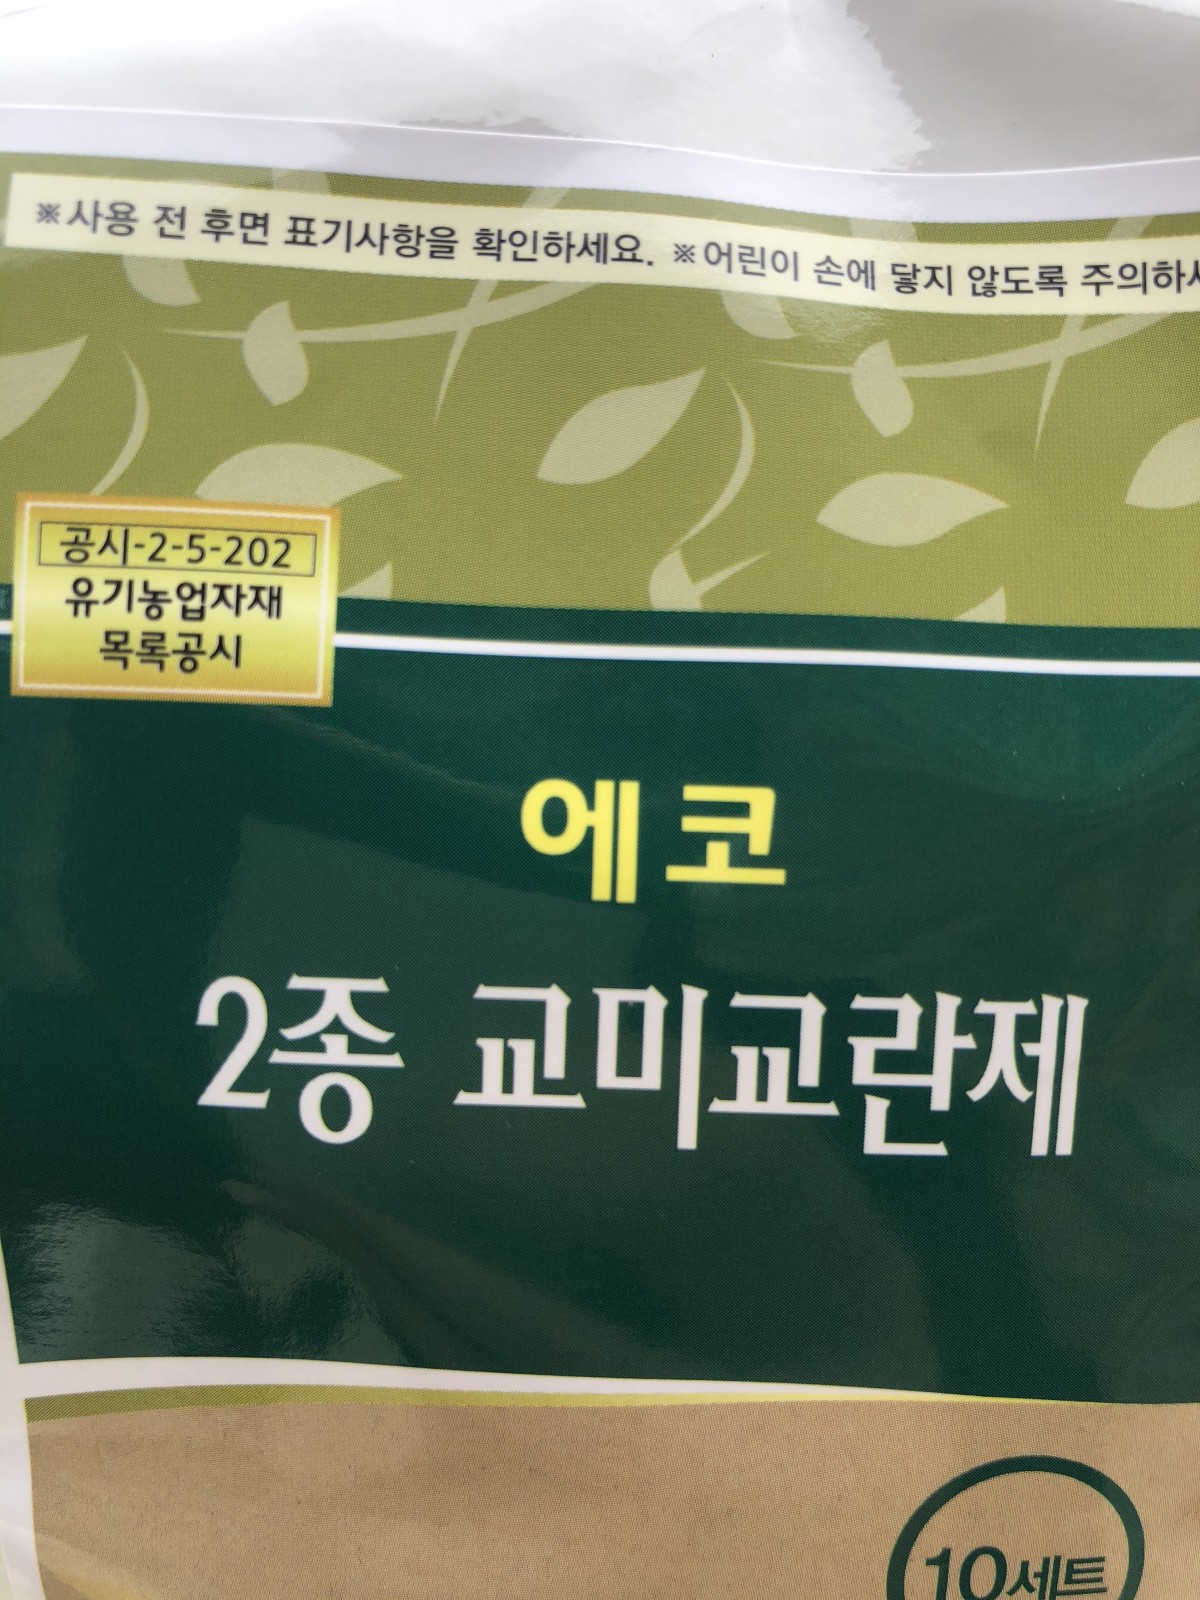 ※사용 전 후면 표기사항을 확인하세요. ※어린이 손에 닿지 않도록 주의하
공시-2-5-202
유기농업자재
목록공시
에코
2종 교미교란제
10세트